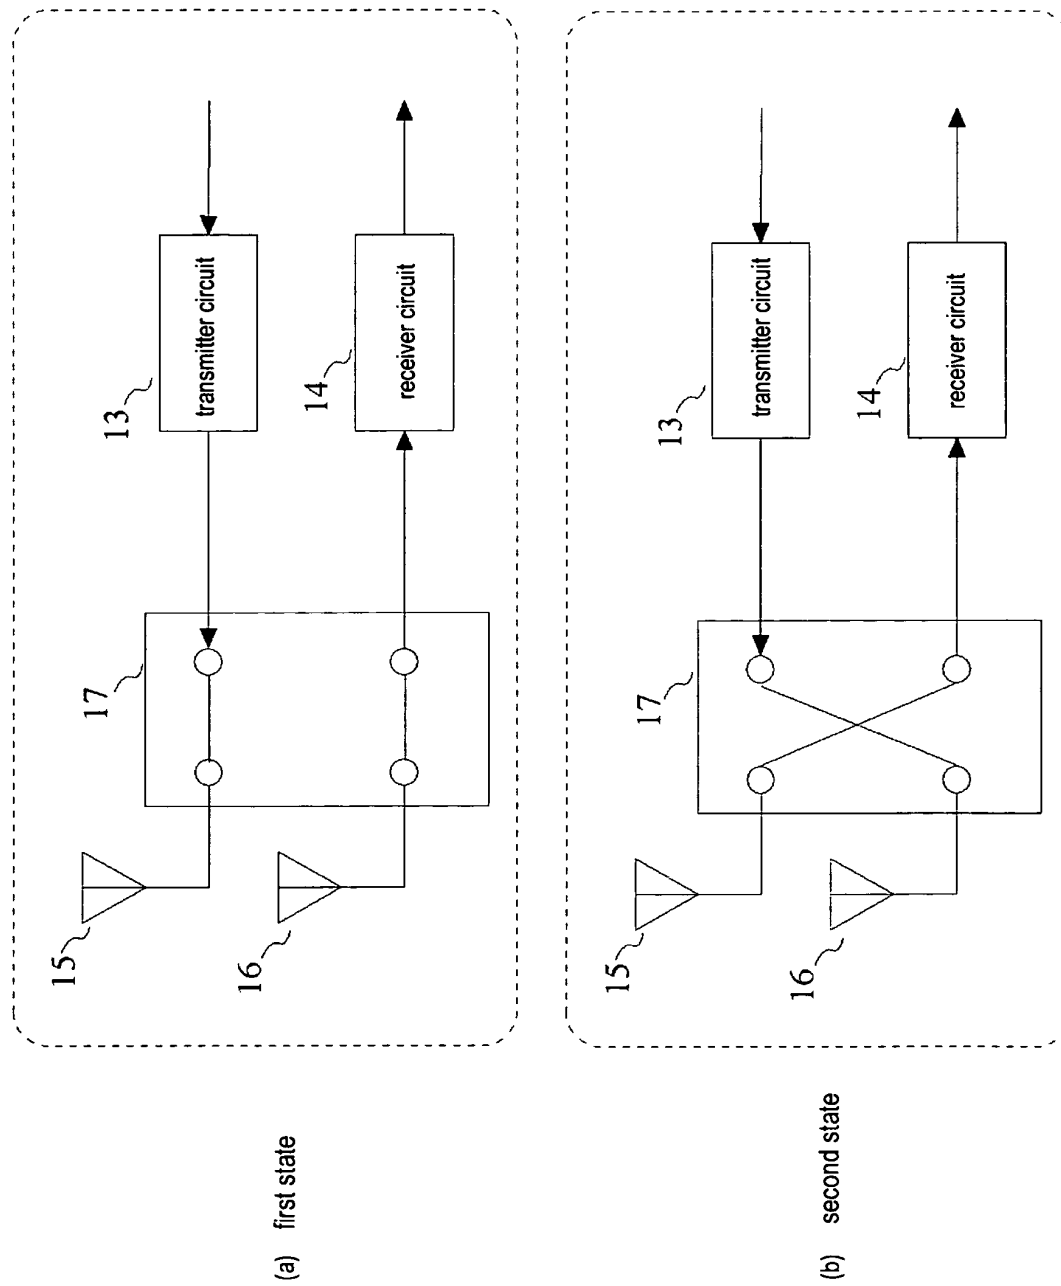 (a) first state
15
16
17
13
transmitter circuit
14
receiver circuit
(b) second state
15
16
17
13
transmitter circuit
14
receiver circuit